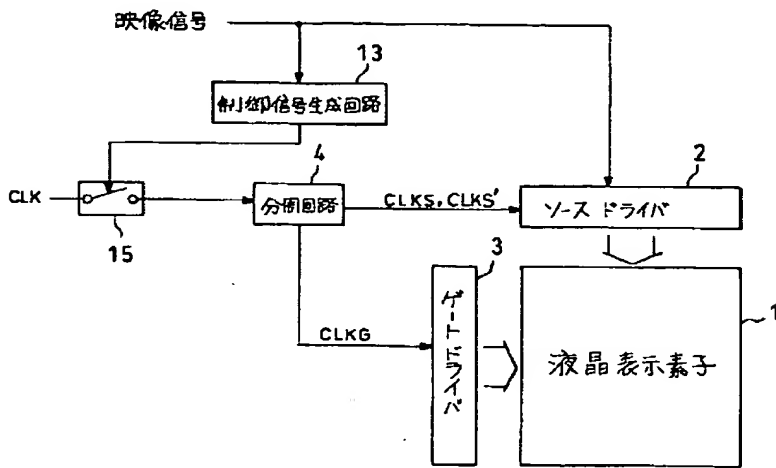 映像信号
13
制御信号生成回路
CLK
15
4
分周回路
CLKS, CLKS'
2
ソース ドライバ
3
ゲートドライバ
CLKG
1
液晶表示素子